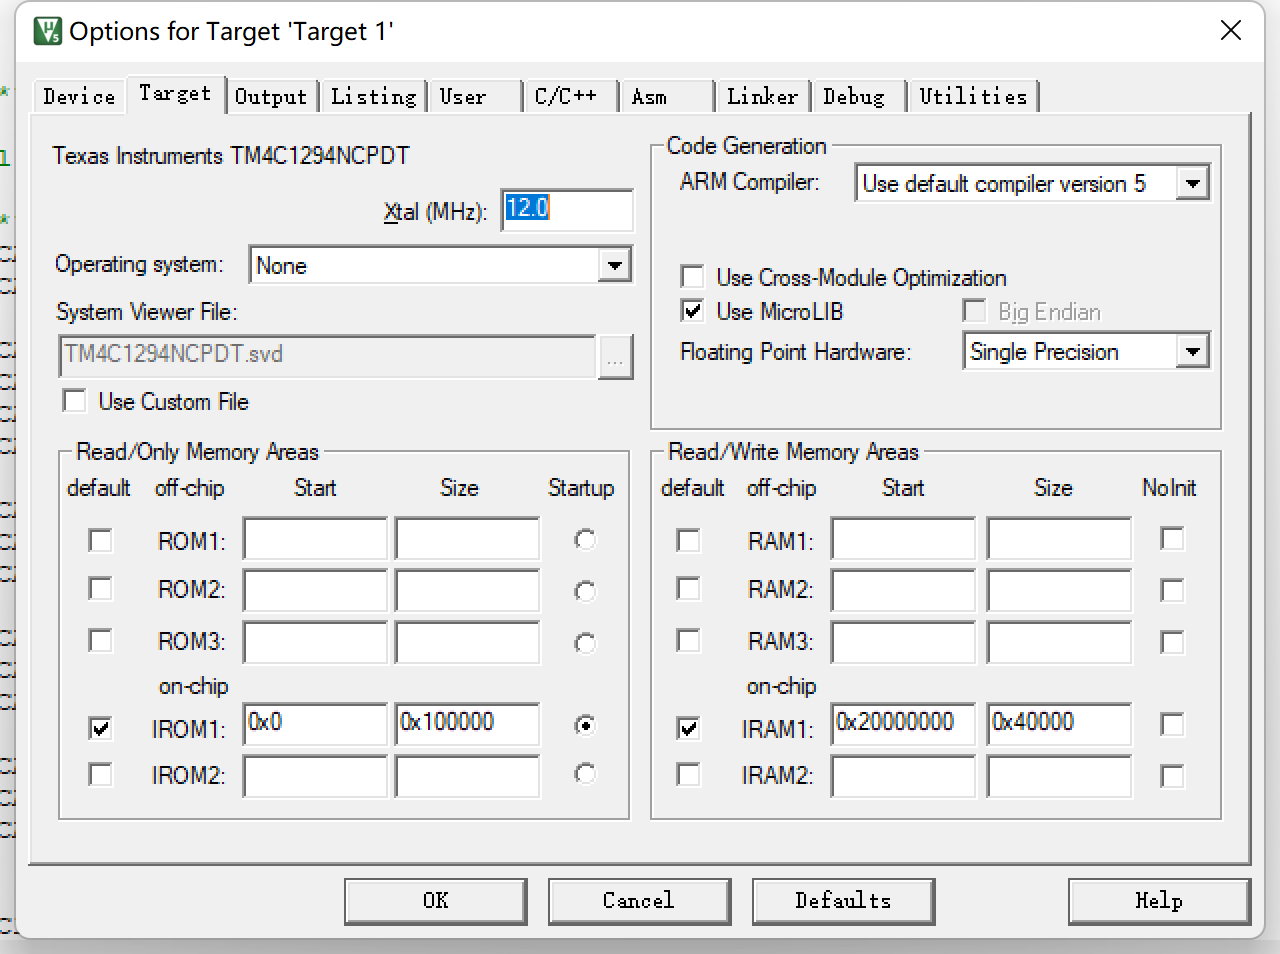 Options for Target 'Target 1'
Device Target Output Listing User C/C++ Asm Linker Debug Utilities
Texas Instruments TM4C1294NCPDT
Xtal (MHz): 12.0
Operating system: None
System Viewer File:
TM4C1294NCPDT.svd ...
Use Custom File
Code Generation
ARM Compiler: Use default compiler version 5
Use Cross-Module Optimization
Use MicroLIB Big Endian
Floating Point Hardware: Single Precision
Read/Only Memory Areas
default off-chip Start Size Startup
ROM1:
ROM2:
ROM3:
on-chip
IROM1: 0x0 0x100000
IROM2:
Read/Write Memory Areas
default off-chip Start Size NoInit
RAM1:
RAM2:
RAM3:
on-chip
IRAM1: 0x20000000 0x40000
IRAM2:
OK Cancel Defaults Help